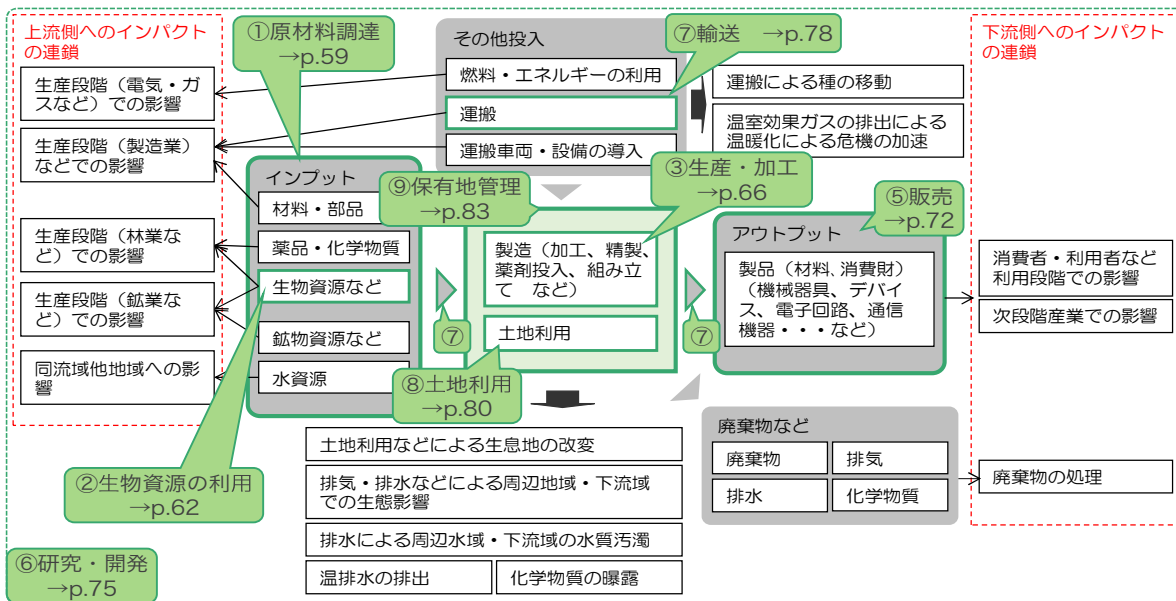 上流側へのインパクト
の連鎖
①原材料調達
→p.59
その他投入
⑦輸送 →p.78
下流側へのインパクト
の連鎖
生産段階（電気・ガ
スなど）での影響
燃料・エネルギーの利用
運搬
運搬車両・設備の導入
運搬による種の移動
温室効果ガスの排出による
温暖化による危機の加速
生産段階（製造業）
などでの影響
生産段階（林業な
ど）での影響
生産段階（鉱業な
ど）での影響
同流域他地域への影
響
インプット
材料・部品
薬品・化学物質
生物資源など
鉱物資源など
水資源
⑦
⑨保有地管理
→p.83
③生産・加工
→p.66
製造（加工、精製、
薬剤投入、組み立
て など）
土地利用
⑧土地利用
→p.80
⑦
⑤販売
→p.72
アウトプット
製品（材料、消費財）
（機械器具、デバイ
ス、電子回路、通信
機器・・・など）
消費者・利用者など
利用段階での影響
次段階産業での影響
②生物資源の利用
→p.62
土地利用などによる生息地の改変
排気・排水などによる周辺地域・下流域
での生態影響
排水による周辺水域・下流域の水質汚濁
温排水の排出
化学物質の曝露
廃棄物など
廃棄物
排気
排水
化学物質
廃棄物の処理
⑥研究・開発
→p.75